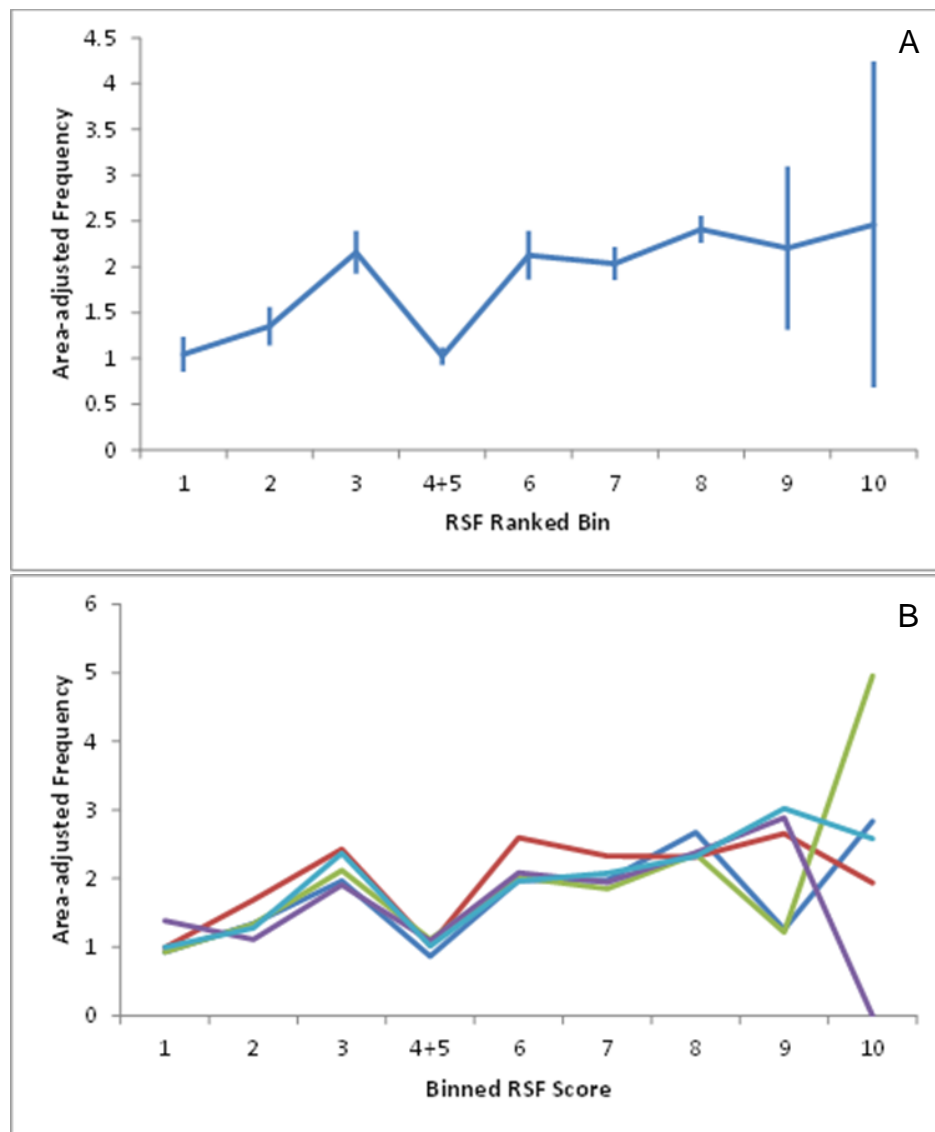 A
4.5
4
3.5
3
2.5
2
1.5
1
0.5
0
Area-adjusted Frequency
1 2 3 4+5 6 7 8 9 10
RSF Ranked Bin
B
6
5
4
3
2
1
0
Area-adjusted Frequency
1 2 3 4+5 6 7 8 9 10
Binned RSF Score